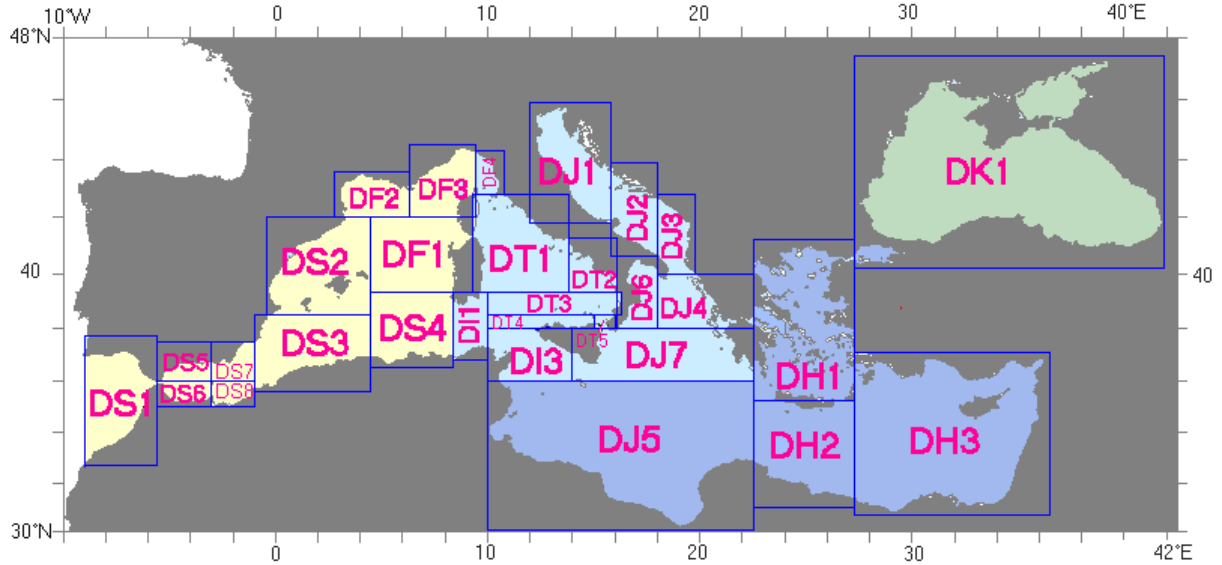 10°W 0 10 20 30 40°E
48°N
DK1
DJ1
DF4
DF3
DF2
DJ2
DJ3
DS2
DF1
DT1
DT2
40
40
DJ6
DT3
DJ4
DI1
DS4
DT4
DT5
DS3
DS5
DS7
DI3
DJ7
DS6
DS8
DH1
DS1
DJ5
DH2
DH3
30°N
0 10 20 30 42°E